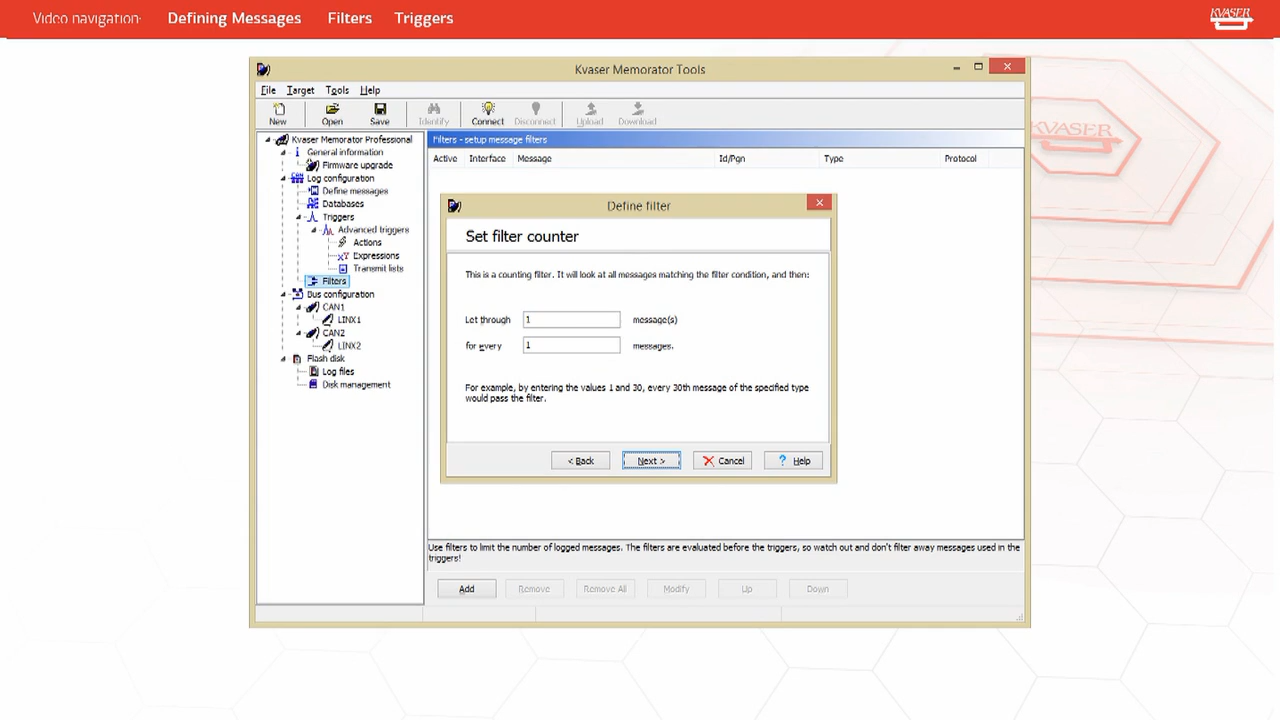 Video navigation: Defining Messages Filters Triggers
KVASER
Kvaser Memorator Tools
File Target Tools Help
New Open Save Identify Connect Disconnect Upload Download
Kvaser Memorator Professional
General information
Firmware upgrade
Log configuration
Define messages
Databases
Triggers
Advanced triggers
Actions
Expressions
Transmit lists
Filters
Bus configuration
CAN1
LINX1
CAN2
LINX2
Flash disk
Log files
Disk management
Filters - setup message filters
Active Interface Message Id/Pgn Type Protocol
Define filter
Set filter counter
This is a counting filter. It will look at all messages matching the filter condition, and then:
Let through 1 message(s)
for every 1 messages.
For example, by entering the values 1 and 30, every 30th message of the specified type
would pass the filter.
< Back Next > Cancel ? Help
Use filters to limit the number of logged messages. The filters are evaluated before the triggers, so watch out and don't filter away messages used in the
triggers!
Add Remove Remove All Modify Up Down
KVASER